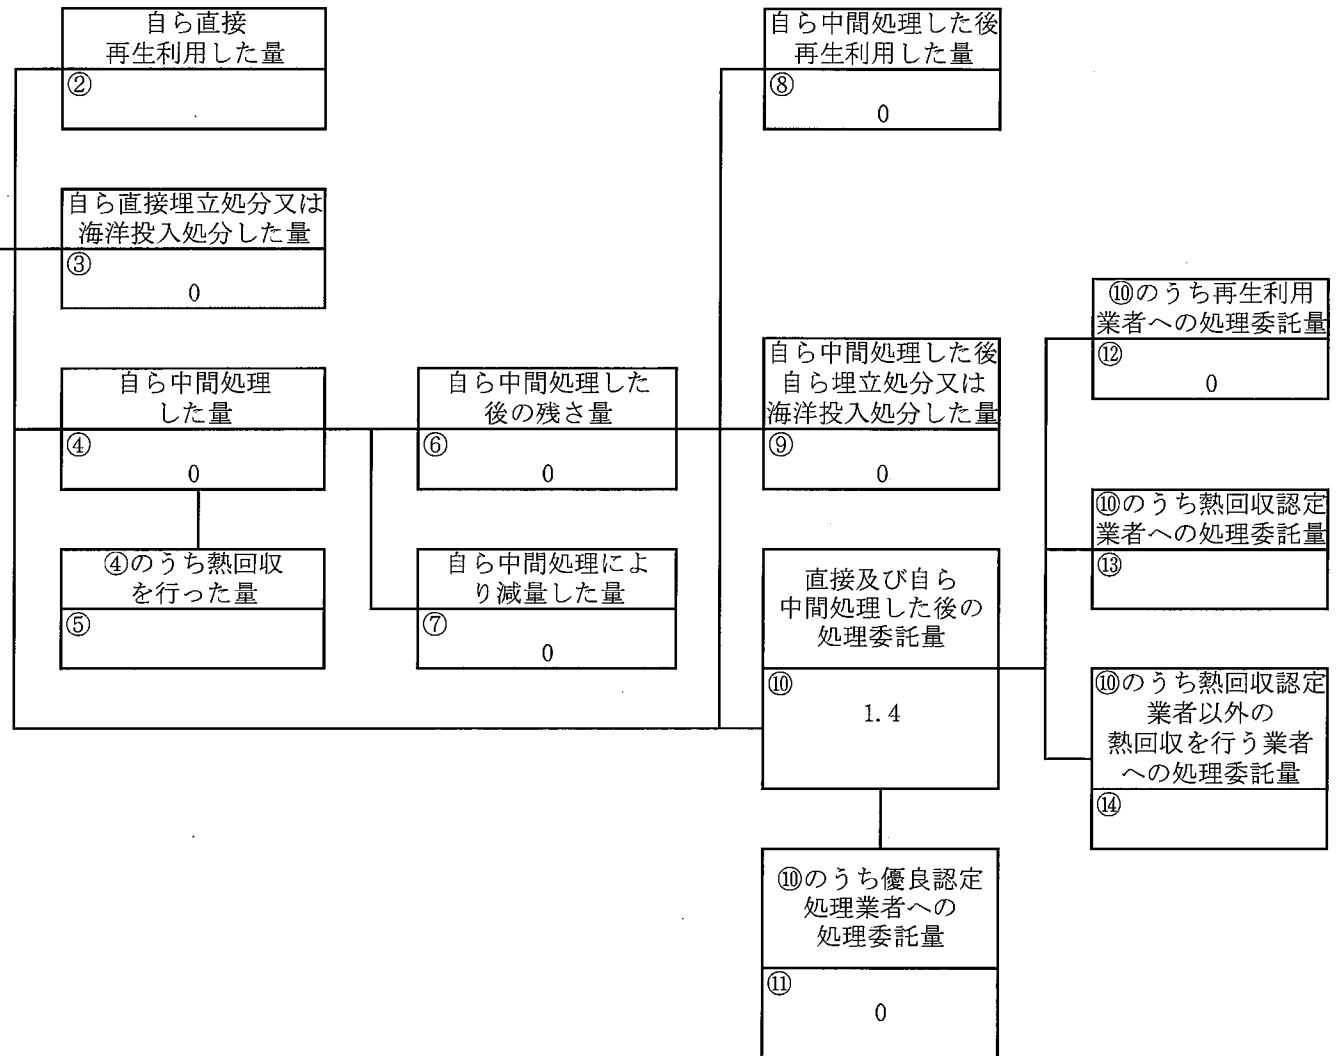 自ら直接
再生利用した量
②
自ら中間処理した後
再生利用した量
⑧
0
自ら直接埋立処分又は
海洋投入処分した量
③
0
⑩のうち再生利用
業者への処理委託量
⑫
0
自ら中間処理
した量
④
0
自ら中間処理した
後の残さ量
⑥
0
自ら中間処理した後
自ら埋立処分又は
海洋投入処分した量
⑨
0
⑩のうち熱回収認定
業者への処理委託量
⑬
④のうち熱回収
を行った量
⑤
自ら中間処理によ
り減量した量
⑦
0
直接及び自ら
中間処理した後の
処理委託量
⑩
1.4
⑩のうち熱回収認定
業者以外の
熱回収を行う業者
への処理委託量
⑭
⑩のうち優良認定
処理業者への
処理委託量
⑪
0